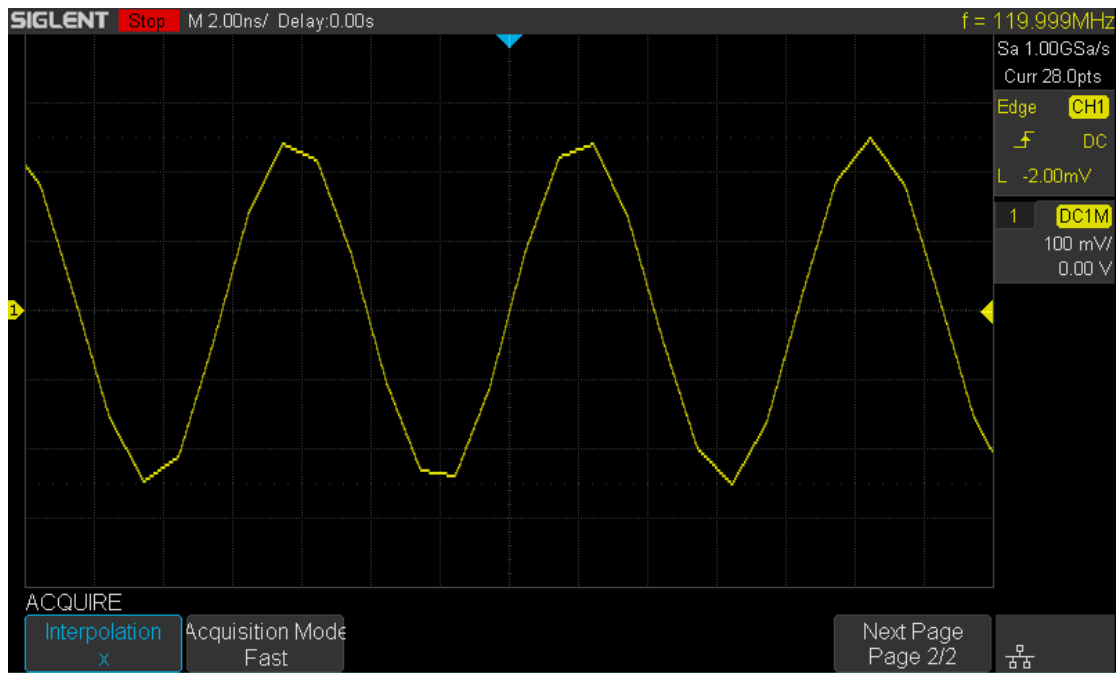 SIGLENT Stop M 2.00ns/ Delay:0.00s f = 119.999MHz
Sa 1.00GSa/s
Curr 28.0pts
Edge CH1
DC
L -2.00mV
1 DC1M
100 mV/
0.00 V
1
ACQUIRE
Interpolation
x
Acquisition Mode
Fast
Next Page
Page 2/2